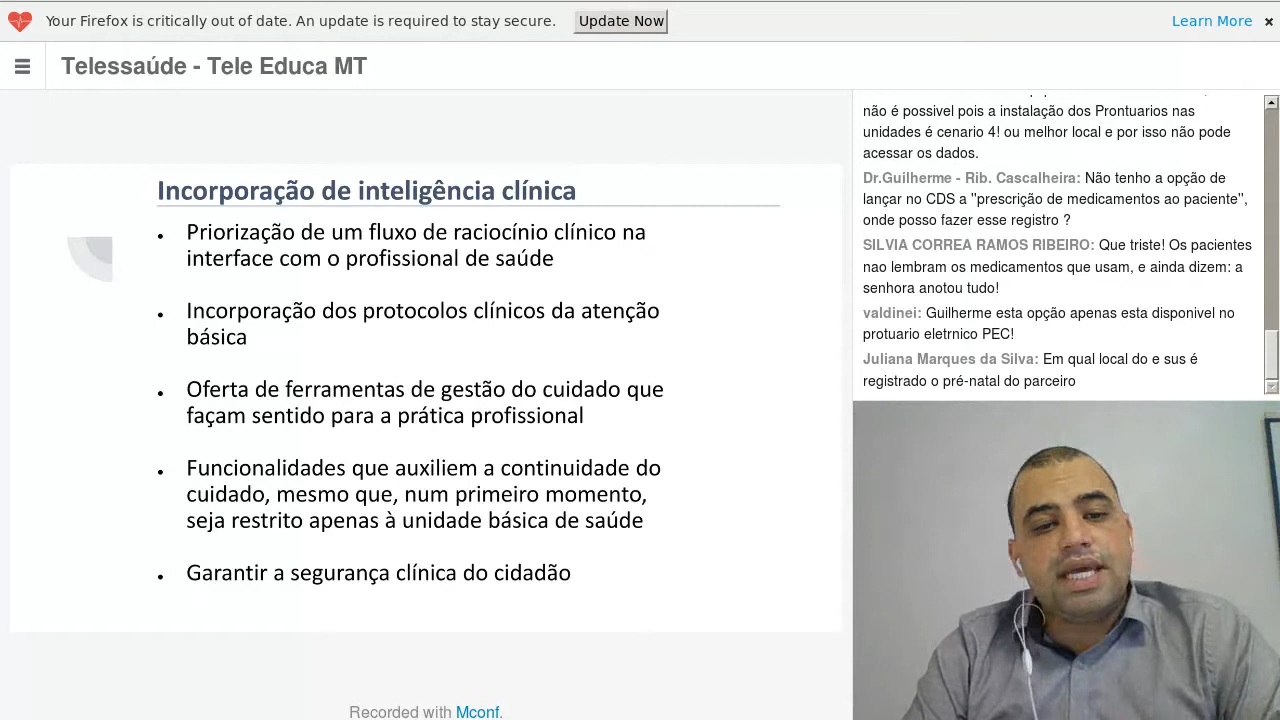 Your Firefox is critically out of date. An update is required to stay secure.
Update Now
Learn More
Telessaúde - Tele Educa MT
Incorporação de inteligência clínica
Priorização de um fluxo de raciocínio clínico na
interface com o profissional de saúde
Incorporação dos protocolos clínicos da atenção
básica
Oferta de ferramentas de gestão do cuidado que
façam sentido para a prática profissional
Funcionalidades que auxiliem a continuidade do
cuidado, mesmo que, num primeiro momento,
seja restrito apenas à unidade básica de saúde
Garantir a segurança clínica do cidadão
Recorded with Mconf.
não é possivel pois a instalação dos Prontuarios nas
unidades é cenario 4! ou melhor local e por isso não pode
acessar os dados.
Dr.Guilherme - Rib. Cascalheira: Não tenho a opção de
lançar no CDS a "prescrição de medicamentos ao paciente",
onde posso fazer esse registro ?
SILVIA CORREA RAMOS RIBEIRO: Que triste! Os pacientes
nao lembram os medicamentos que usam, e ainda dizem: a
senhora anotou tudo!
valdinei: Guilherme esta opção apenas esta disponivel no
protuario eletrnico PEC!
Juliana Marques da Silva: Em qual local do e sus é
registrado o pré-natal do parceiro